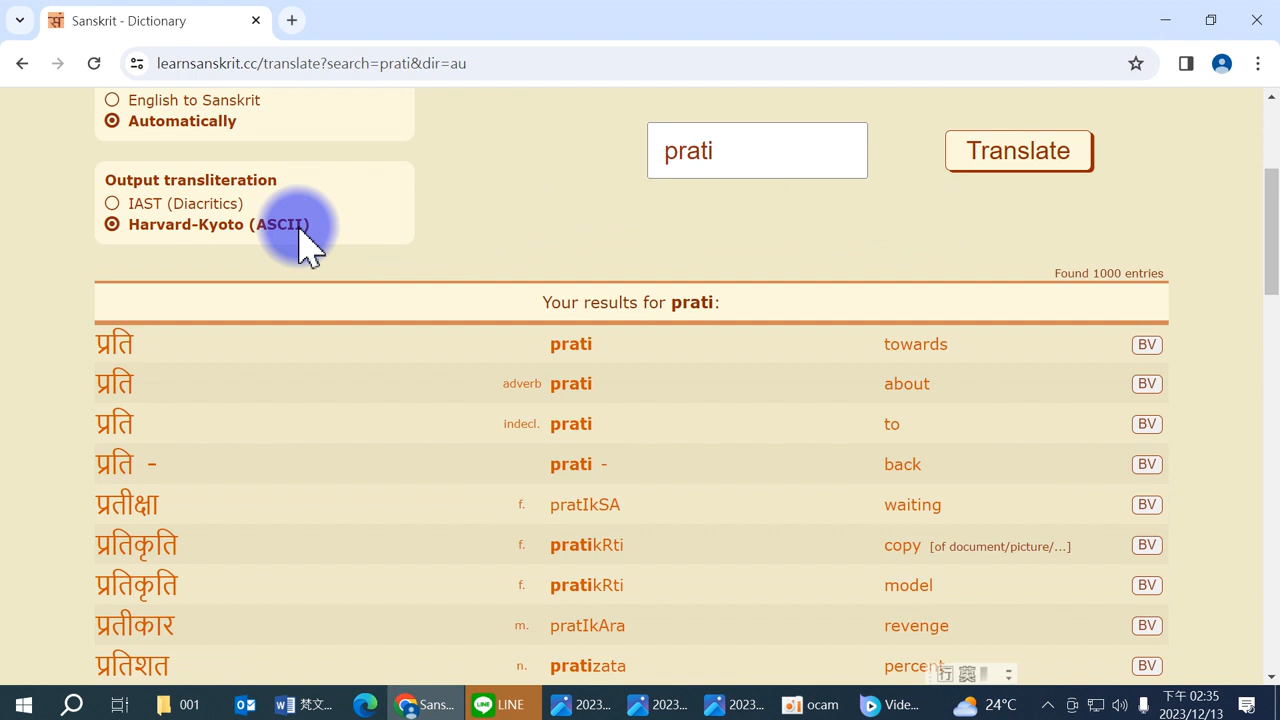 Sanskrit - Dictionary
learnsanskrit.cc/translate?search=prati&dir=au
English to Sanskrit
Automatically
prati
Translate
Output transliteration
IAST (Diacritics)
Harvard-Kyoto (ASCII)
Found 1000 entries
Your results for prati:
प्रति prati towards BV
प्रति adverb prati about BV
प्रति indecl. prati to BV
प्रति - prati - back BV
प्रतीक्षा f. pratIkSA waiting BV
प्रतिकृति f. pratikRti copy [of document/picture/...] BV
प्रतिकृति f. pratikRti model BV
प्रतीकार m. pratIkAra revenge BV
प्रतिशत n. pratizata percent BV
行 英
001 梵文... Sans... LINE 2023... 2023... 2023... ocam Vide... 24°C 下午 02:35
2023/12/13